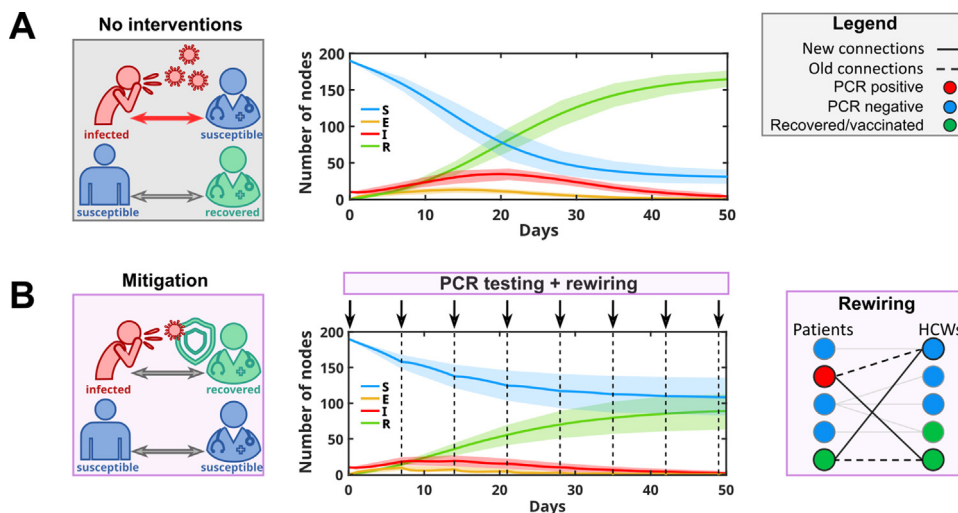 A
No interventions
infected
susceptible
susceptible
recovered
Number of nodes
200
150
100
50
0
S
E
I
R
0
10
20
30
40
50
Days
Legend
New connections
Old connections
PCR positive
PCR negative
Recovered/vaccinated
B
Mitigation
infected
recovered
susceptible
susceptible
PCR testing + rewiring
Number of nodes
200
150
100
50
0
S
E
I
R
0
10
20
30
40
50
Days
Rewiring
Patients
HCWs